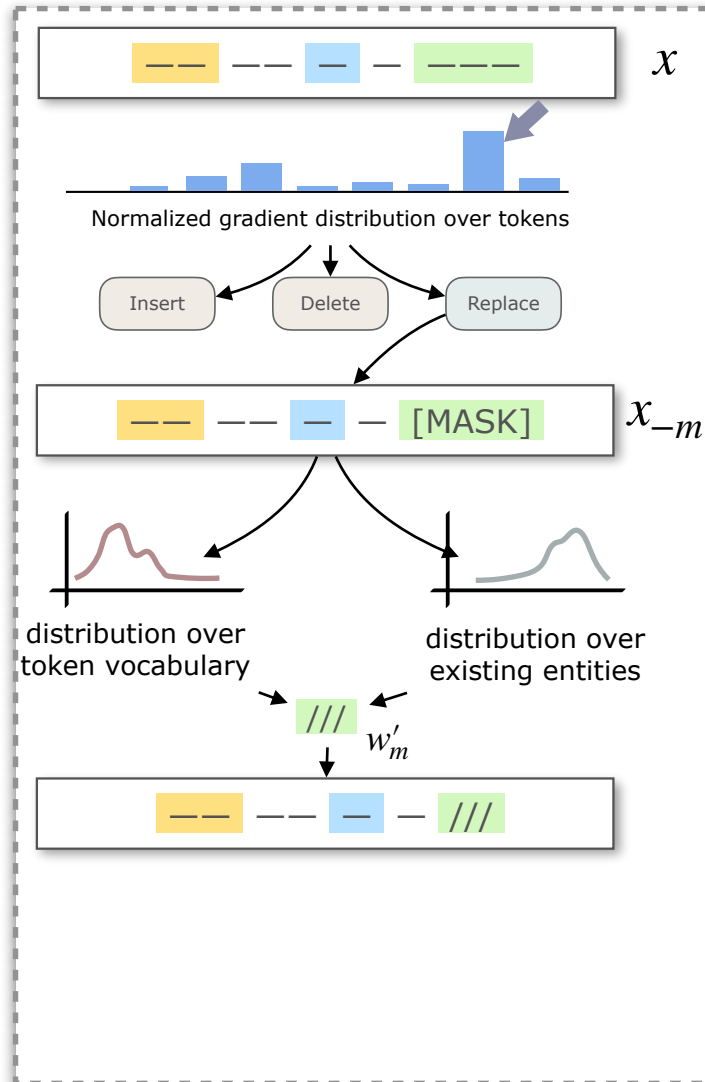 x
Normalized gradient distribution over tokens
Insert Delete Replace
[MASK]
x₋ₘ
distribution over
token vocabulary
distribution over
existing entities
///
w′ₘ
///